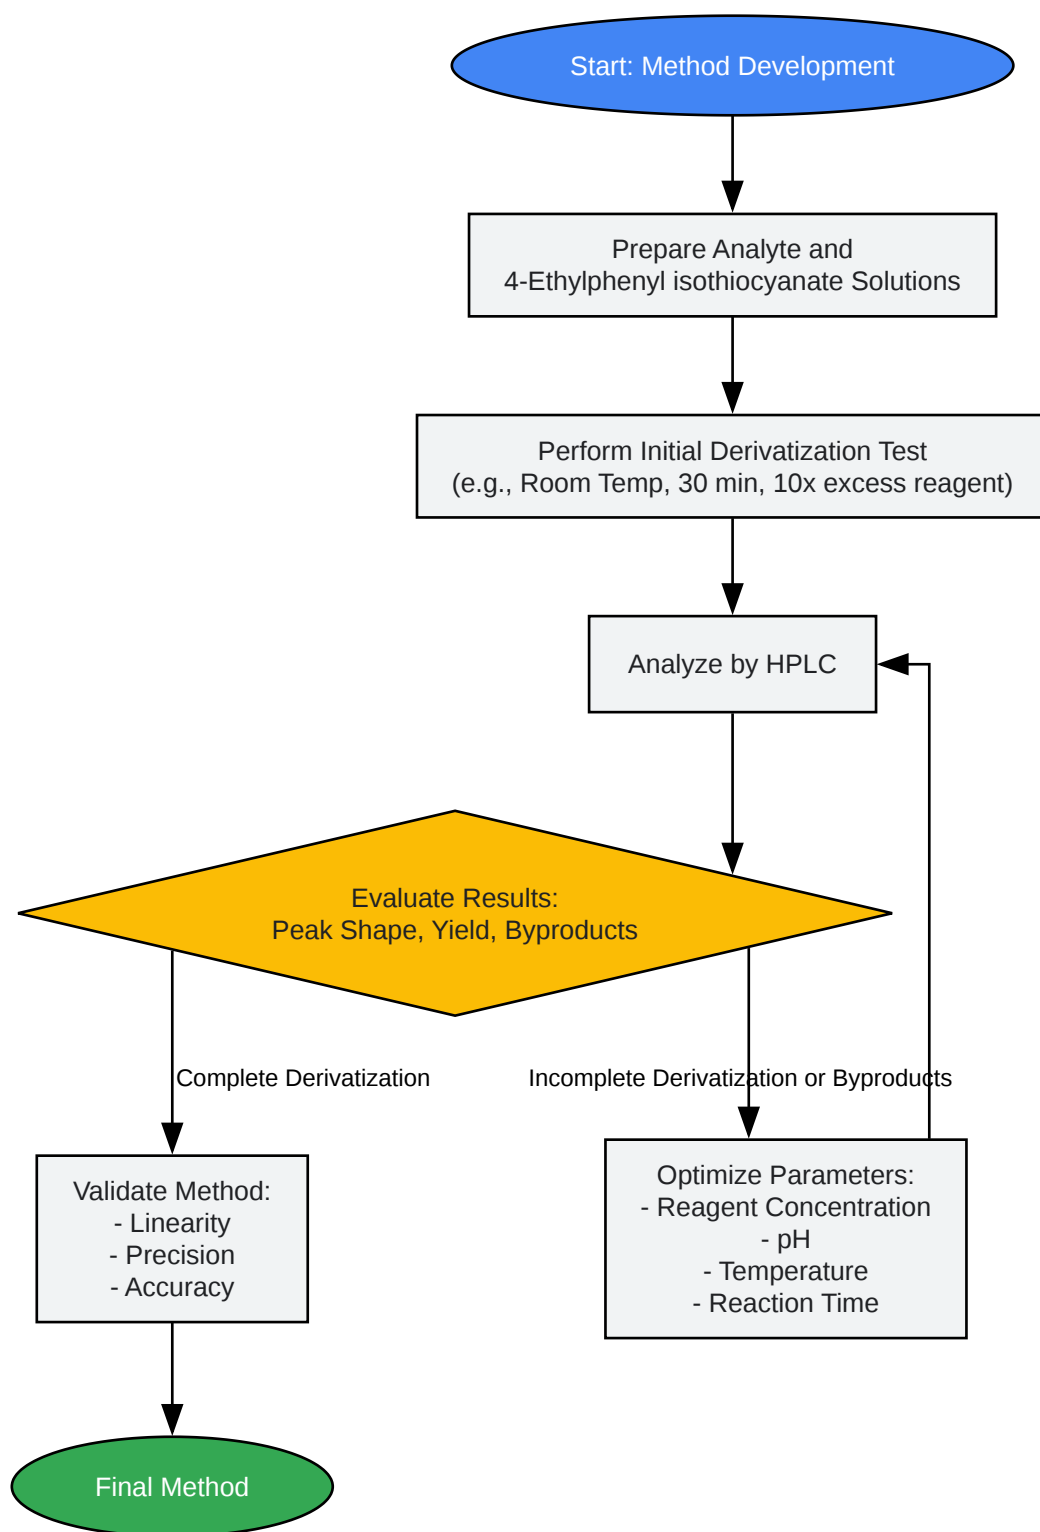 Start: Method Development
Prepare Analyte and
4-Ethylphenyl isothiocyanate Solutions
Perform Initial Derivatization Test
(e.g., Room Temp, 30 min, 10x excess reagent)
Analyze by HPLC
Evaluate Results:
Peak Shape, Yield, Byproducts
Complete Derivatization
Incomplete Derivatization or Byproducts
Validate Method:
- Linearity
- Precision
- Accuracy
Optimize Parameters:
- Reagent Concentration
- pH
- Temperature
- Reaction Time
Final Method